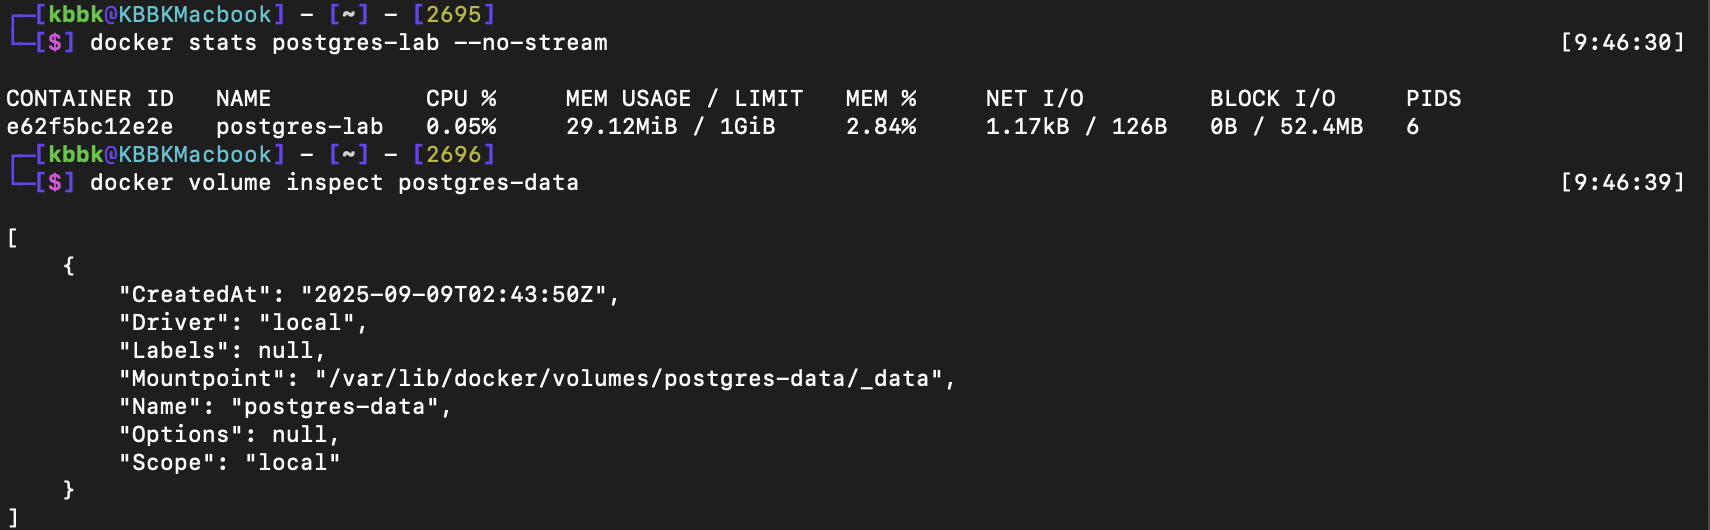 ┌─[kbbk@KBBKMacbook] - [~] - [2695]
└─[$] docker stats postgres-lab --no-stream [9:46:30]
CONTAINER ID   NAME           CPU %     MEM USAGE / LIMIT   MEM %     NET I/O         BLOCK I/O     PIDS
e62f5bc12e2e   postgres-lab   0.05%     29.12MiB / 1GiB     2.84%     1.17kB / 126B   0B / 52.4MB   6
┌─[kbbk@KBBKMacbook] - [~] - [2696]
└─[$] docker volume inspect postgres-data [9:46:39]
[
    {
        "CreatedAt": "2025-09-09T02:43:50Z",
        "Driver": "local",
        "Labels": null,
        "Mountpoint": "/var/lib/docker/volumes/postgres-data/_data",
        "Name": "postgres-data",
        "Options": null,
        "Scope": "local"
    }
]